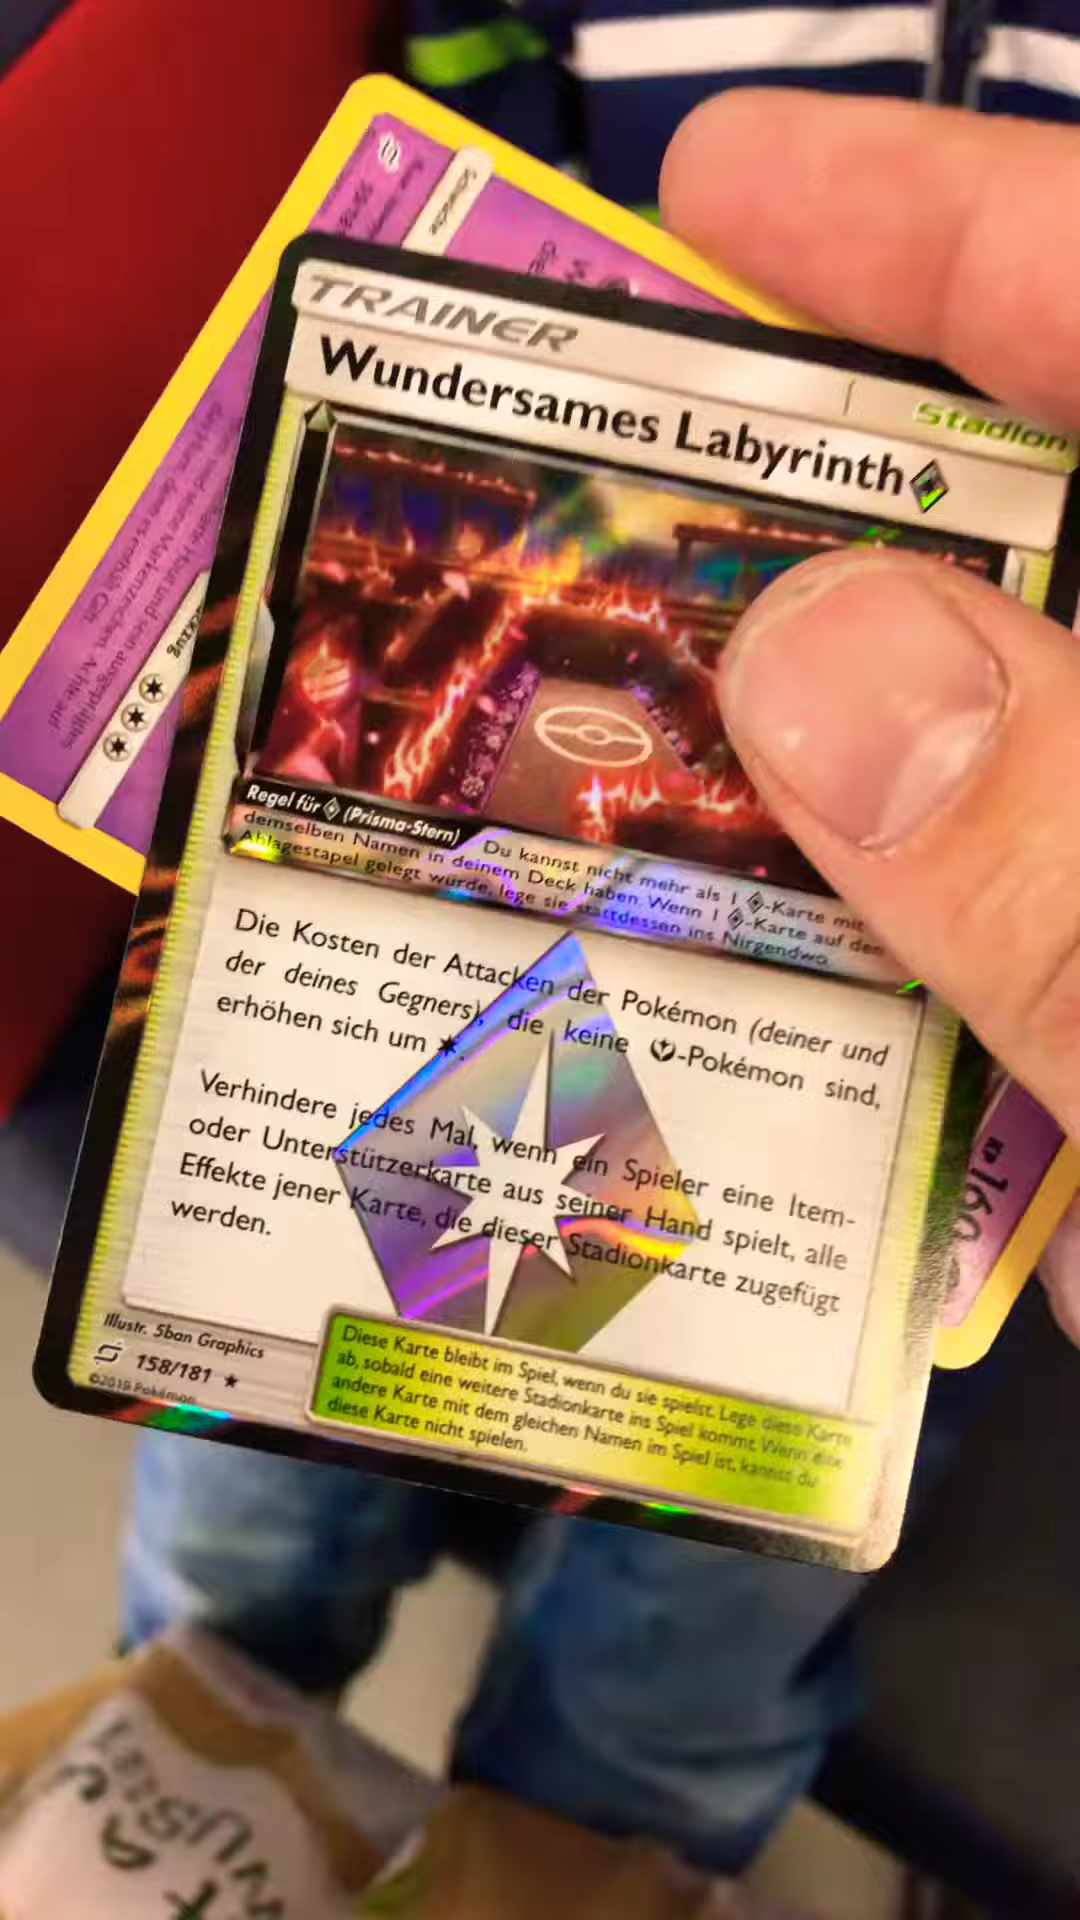 TRAINER
Stadion
Wundersames Labyrinth
Regel für (Prisma-Stern) Du kannst nicht mehr als 1 -Karte mit
demselben Namen in deinem Deck haben. Wenn 1 -Karte auf den
Ablagestapel gelegt würde, lege sie stattdessen ins Nirgendwo.
Die Kosten der Attacken der Pokémon (deiner und
der deines Gegners), die keine -Pokémon sind,
erhöhen sich um .
Verhindere jedes Mal, wenn ein Spieler eine Item-
oder Unterstützerkarte aus seiner Hand spielt, alle
Effekte jener Karte, die dieser Stadionkarte zugefügt
werden.
Illustr. 5ban Graphics
158/181
©2019 Pokémon
Diese Karte bleibt im Spiel, wenn du sie spielst. Lege diese Karte
ab, sobald eine weitere Stadionkarte ins Spiel kommt. Wenn eine
andere Karte mit dem gleichen Namen im Spiel ist, kannst du
diese Karte nicht spielen.
Schwäche
160